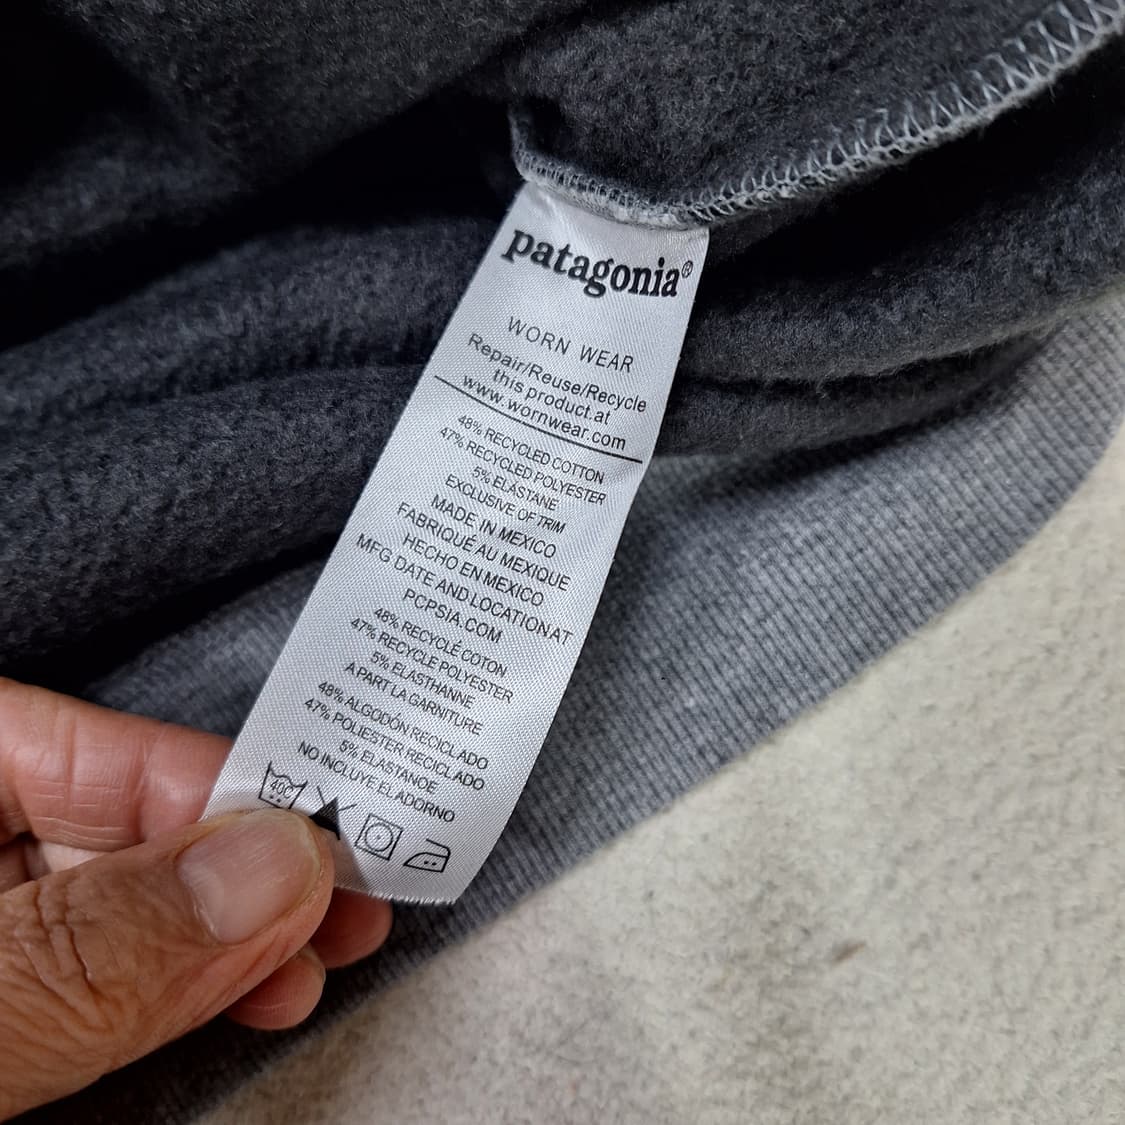 patagonia®
WORN WEAR
Repair/Reuse/Recycle
this product.at
www.wornwear.com
48% RECYCLED COTTON
47% RECYCLED POLYESTER
5% ELASTANE
EXCLUSIVE OF TRIM
MADE IN MEXICO
FABRIQUÉ AU MEXIQUE
HECHO EN MEXICO
MFG DATE AND LOCATION AT
PCPSIA.COM
48% RECYCLÉ COTON
47% RECYCLÉ POLYESTER
5% ELASTHANNE
A PART LA GARNITURE
48% ALGODÓN RECICLADO
47% POLIESTER RECICLADO
5% ELASTANOE
NO INCLUYE EL ADORNO
40C